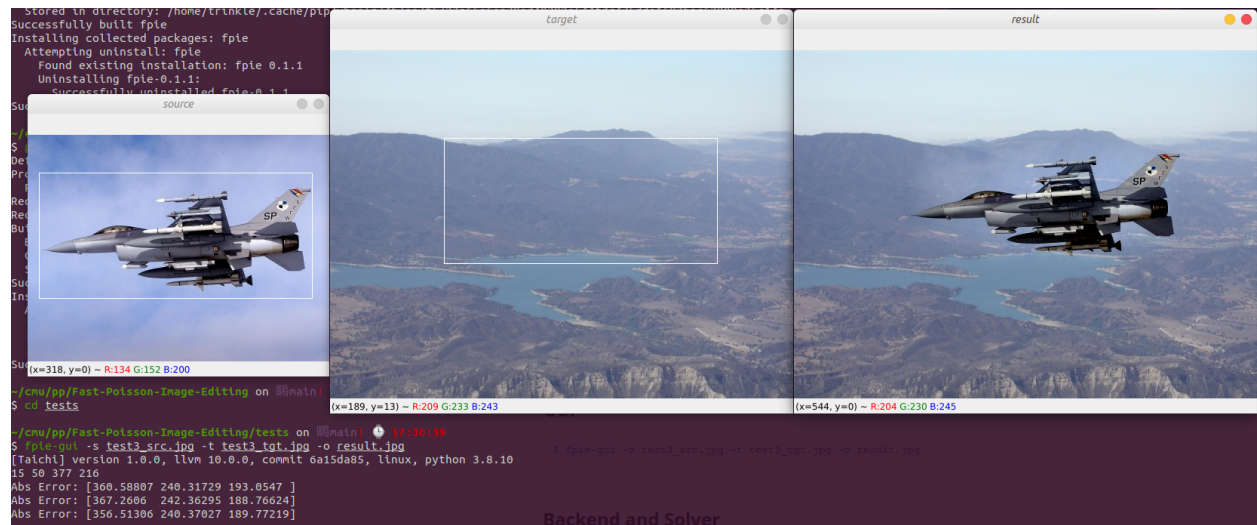 Stored in directory: /home/trinkle/.cache/pip
Successfully built fpie
Installing collected packages: fpie
Attempting uninstall: fpie
Found existing installation: fpie 0.1.1
Uninstalling fpie-0.1.1:
Successfully uninstalled fpie-0.1.1
source
target
result
SP
SP
(x=318, y=0) ~ R:134 G:152 B:200
(x=189, y=13) ~ R:209 G:233 B:243
(x=544, y=0) ~ R:204 G:230 B:245
~/cmu/pp/Fast-Poisson-Image-Editing on main!
$ cd tests
~/cmu/pp/Fast-Poisson-Image-Editing/tests on main! 17:30:39
$ fpie-gui -s test3_src.jpg -t test3_tgt.jpg -o result.jpg
[Taichi] version 1.0.0, llvm 10.0.0, commit 6a15da85, linux, python 3.8.10
15 50 377 216
Abs Error: [360.58807 240.31729 193.0547 ]
Abs Error: [367.2606 242.36295 188.76624]
Abs Error: [356.51306 240.37027 189.77219]
$ fpie-gui -s test3_src.jpg -t test3_tgt.jpg -o result.jpg
Backend and Solver